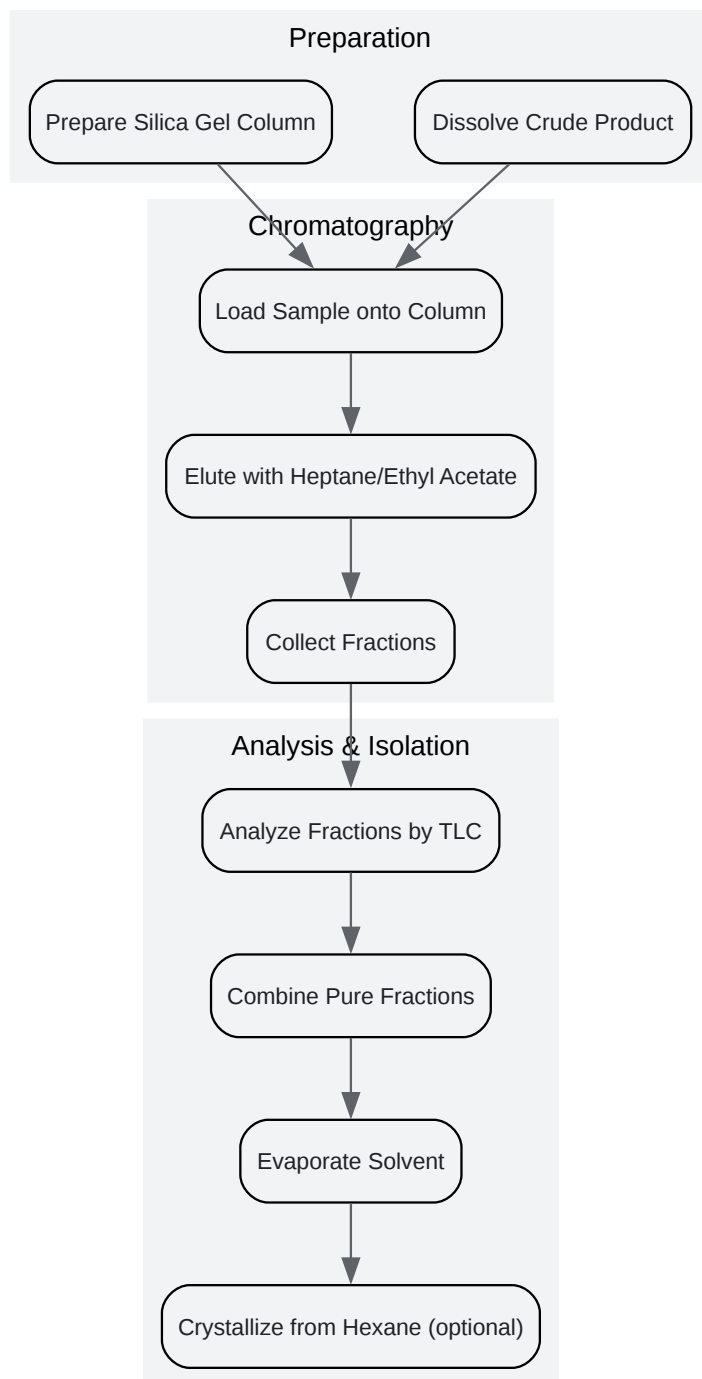 Preparation
Prepare Silica Gel Column
Dissolve Crude Product
Chromatography
Load Sample onto Column
Elute with Heptane/Ethyl Acetate
Collect Fractions
Analysis & Isolation
Analyze Fractions by TLC
Combine Pure Fractions
Evaporate Solvent
Crystallize from Hexane (optional)